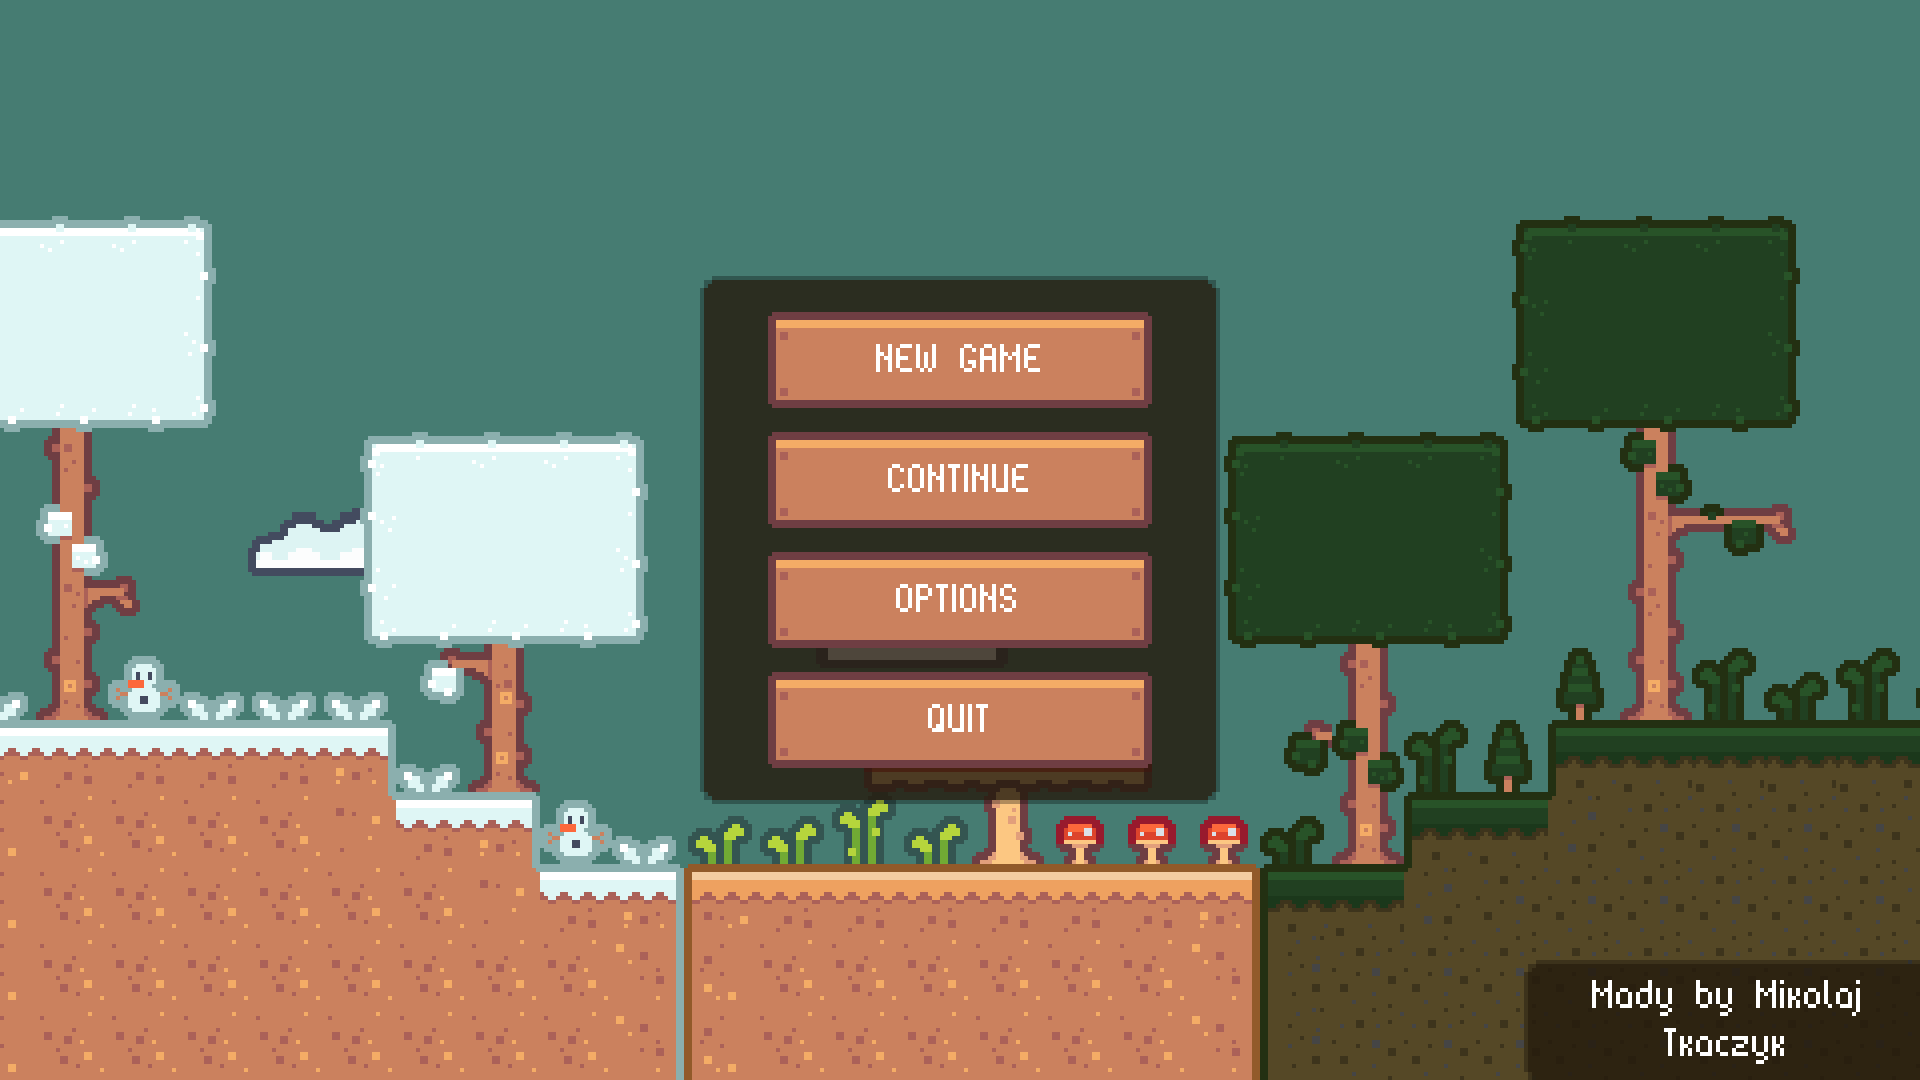 NEW GAME
CONTINUE
OPTIONS
QUIT
Mady by Mikolaj
Tkaczyk